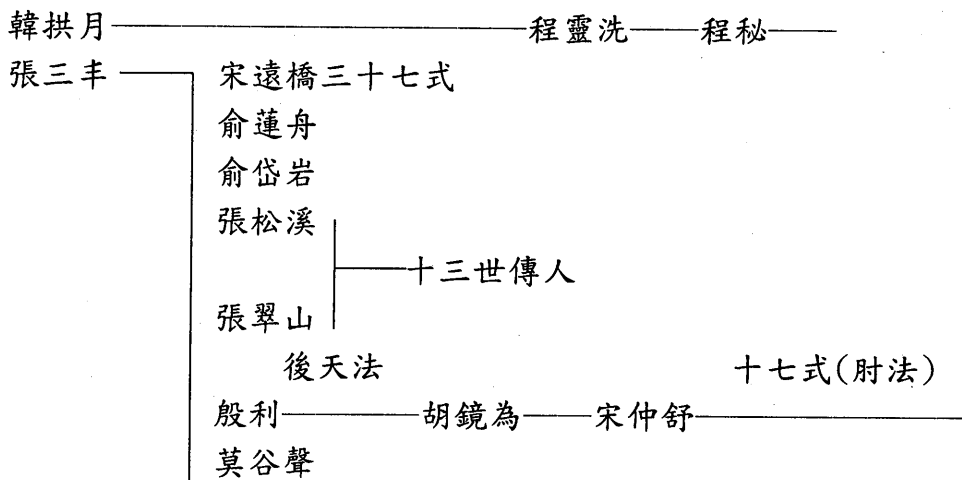 韓拱月 程靈洗 程秘
張三丰 宋遠橋三十七式
俞蓮舟
俞岱岩
張松溪
十三世傳人
張翠山
後天法 十七式(肘法)
殷利 胡鏡為 宋仲舒
莫谷聲